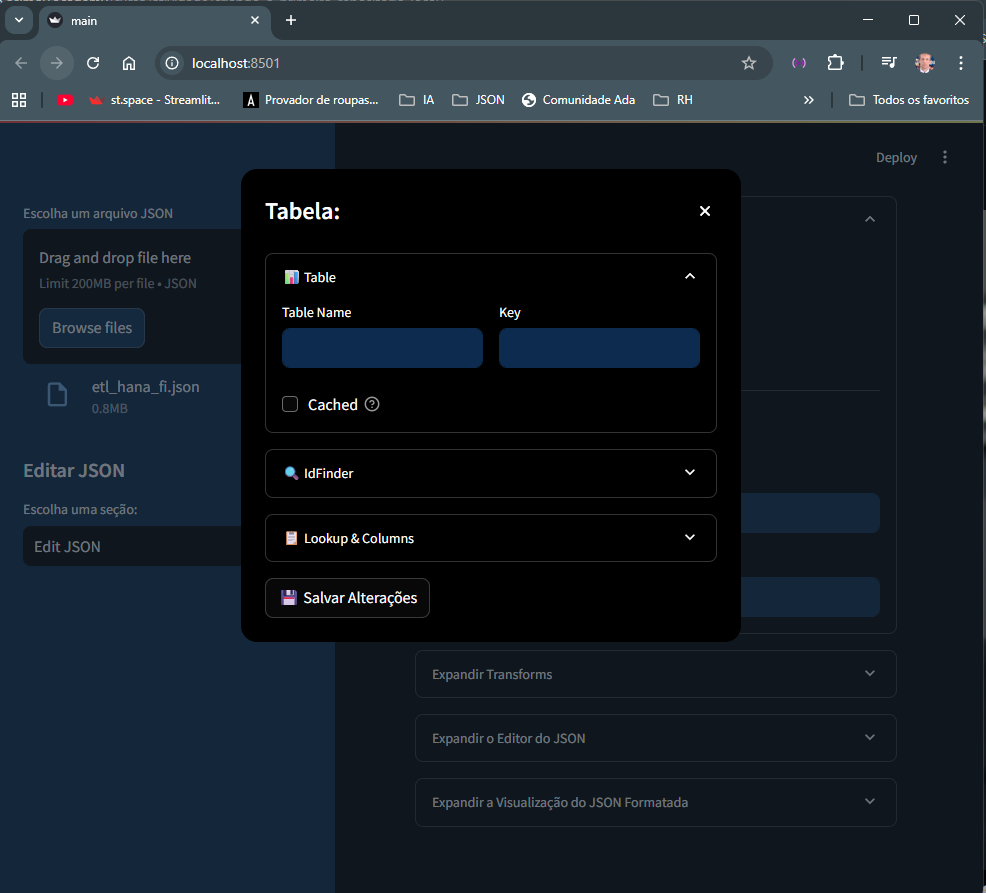 main
localhost:8501
st.space - Streamlit...
Provador de roupas...
IA
JSON
Comunidade Ada
RH
Todos os favoritos
Deploy
Escolha um arquivo JSON
Drag and drop file here
Limit 200MB per file • JSON
Browse files
etl_hana_fi.json
0.8MB
Editar JSON
Escolha uma seção:
Edit JSON
Tabela:
Table
Table Name
Key
Cached
IdFinder
Lookup & Columns
Salvar Alterações
Expandir Transforms
Expandir o Editor do JSON
Expandir a Visualização do JSON Formatada